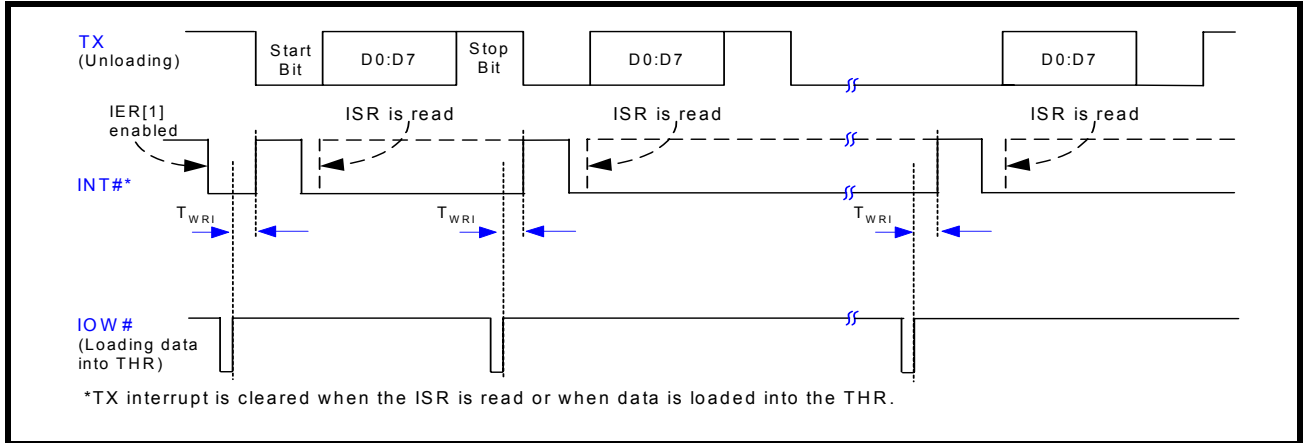 TX
(Unloading)
Start
Bit
D0:D7
Stop
Bit
D0:D7
D0:D7
IER[1]
enabled
ISR is read
ISR is read
ISR is read
INT#*
TWRI
TWRI
TWRI
IOW#
(Loading data
into THR)
*TX interrupt is cleared when the ISR is read or when data is loaded into the THR.